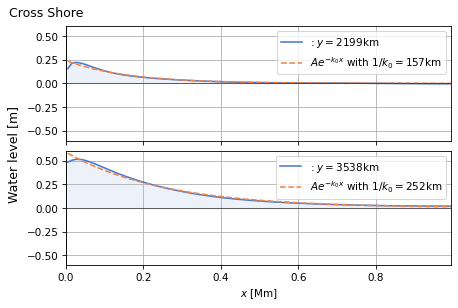 Cross Shore
0.50
0.25
0.00
−0.25
−0.50
: y = 2199km
Ae^{−k_0x} with 1/k_0 = 157km
Water level [m]
0.50
0.25
0.00
−0.25
−0.50
: y = 3538km
Ae^{−k_0x} with 1/k_0 = 252km
0.0 0.2 0.4 0.6 0.8
x [Mm]